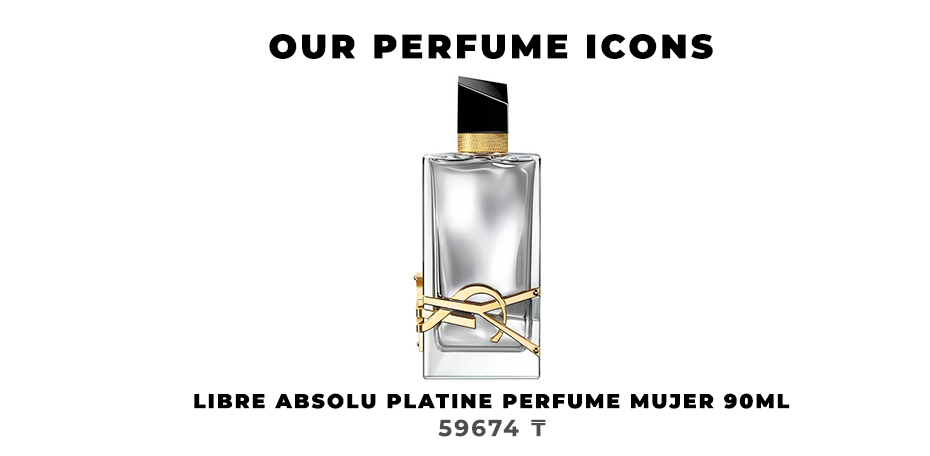 OUR PERFUME ICONS
LIBRE ABSOLU PLATINE PERFUME MUJER 90ML
59674 ₸